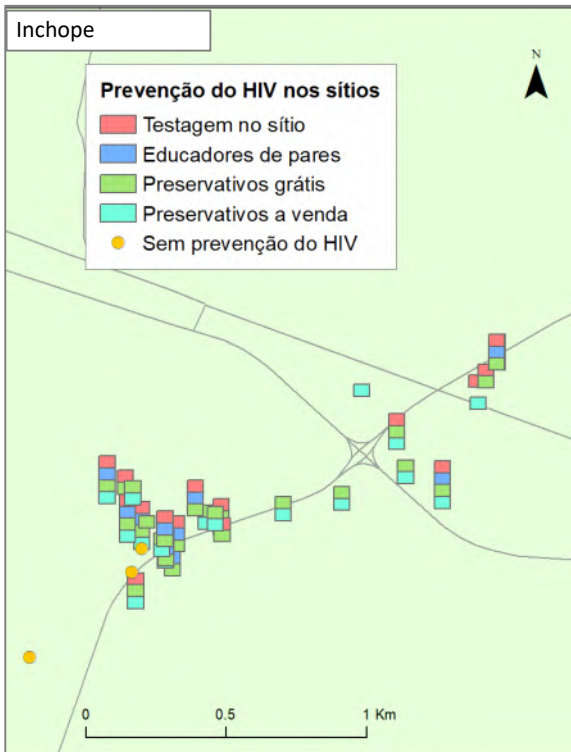 Inchope
N
Prevenção do HIV nos sítios
Testagem no sítio
Educadores de pares
Preservativos grátis
Preservativos a venda
Sem prevenção do HIV
0 0.5 1 Km